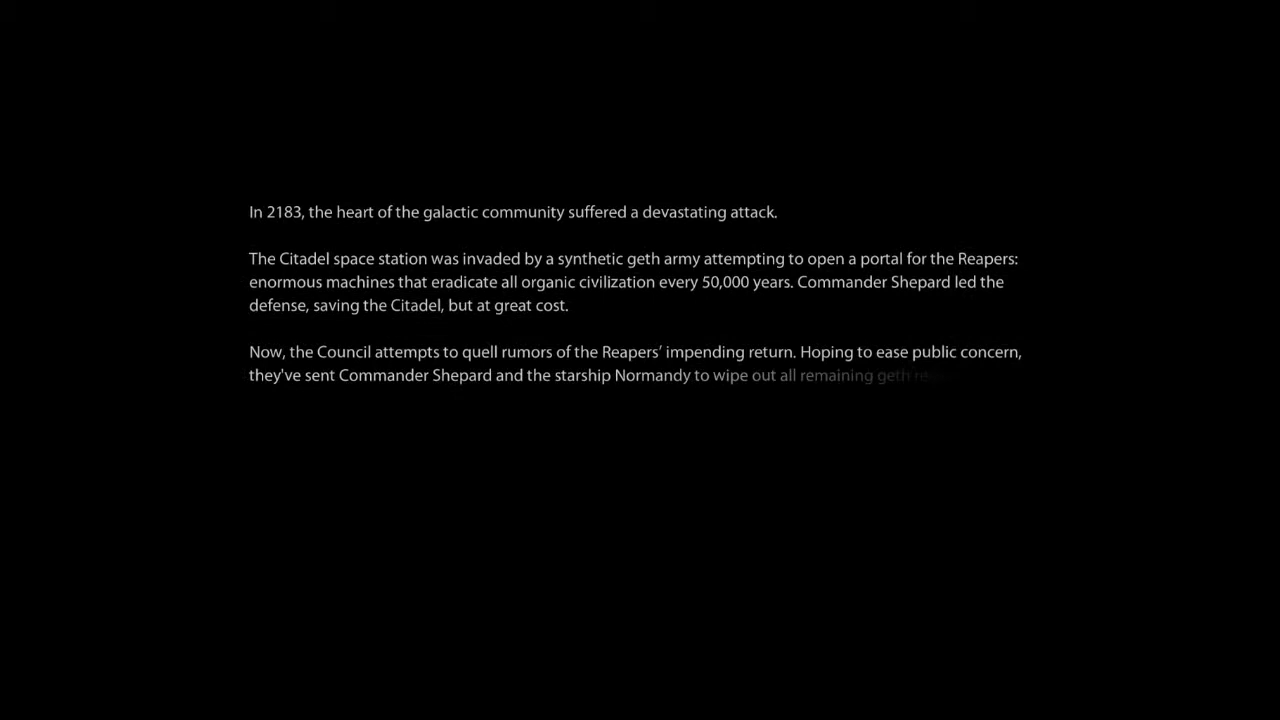 In 2183, the heart of the galactic community suffered a devastating attack.
The Citadel space station was invaded by a synthetic geth army attempting to open a portal for the Reapers:
enormous machines that eradicate all organic civilization every 50,000 years. Commander Shepard led the
defense, saving the Citadel, but at great cost.
Now, the Council attempts to quell rumors of the Reapers’ impending return. Hoping to ease public concern,
they've sent Commander Shepard and the starship Normandy to wipe out all remaining geth